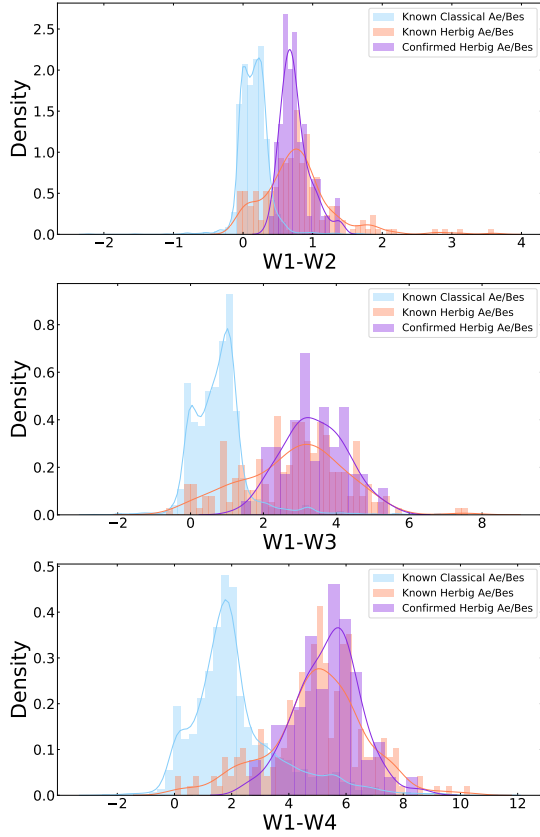 Known Classical Ae/Bes
Known Herbig Ae/Bes
Confirmed Herbig Ae/Bes
Density
2.5
2.0
1.5
1.0
0.5
0.0
−2 −1 0 1 2 3 4
W1-W2
Known Classical Ae/Bes
Known Herbig Ae/Bes
Confirmed Herbig Ae/Bes
Density
0.8
0.6
0.4
0.2
0.0
−2 0 2 4 6 8
W1-W3
Known Classical Ae/Bes
Known Herbig Ae/Bes
Confirmed Herbig Ae/Bes
Density
0.5
0.4
0.3
0.2
0.1
0.0
−2 0 2 4 6 8 10 12
W1-W4